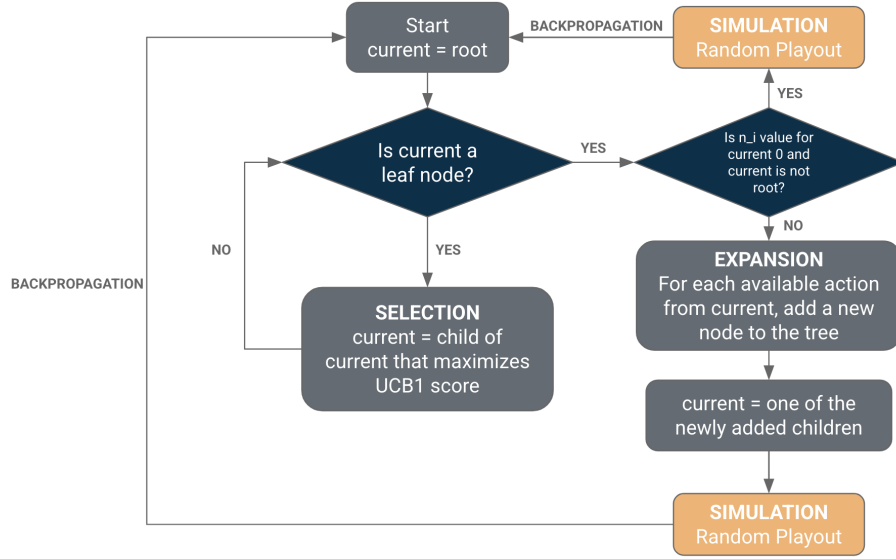 Start
current = root
BACKPROPAGATION
SIMULATION
Random Playout
YES
Is current a
leaf node?
YES
Is n_i value for
current 0 and
current is not
root?
NO
YES
NO
BACKPROPAGATION
SELECTION
current = child of
current that maximizes
UCB1 score
EXPANSION
For each available action
from current, add a new
node to the tree
current = one of the
newly added children
SIMULATION
Random Playout